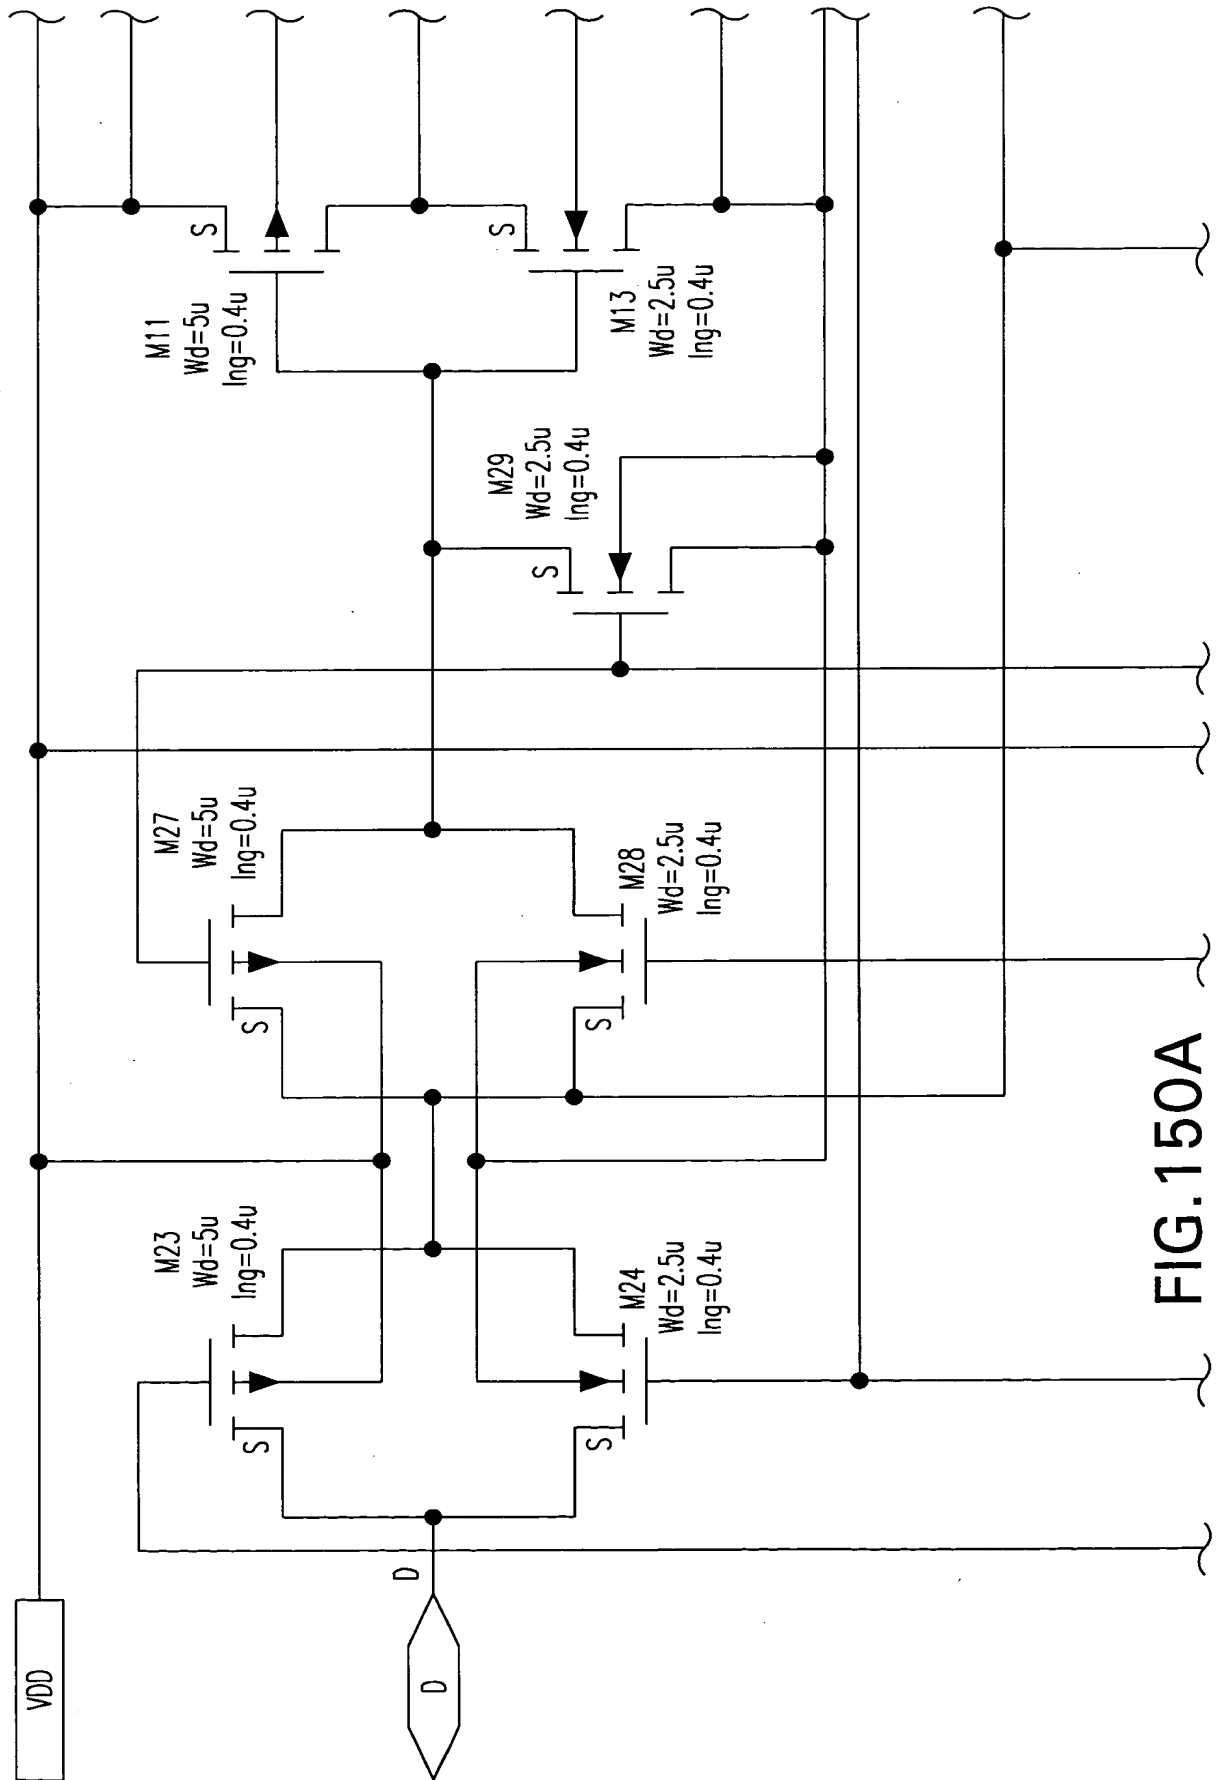 VDD
D
D
M23
Wd=5u
lng=0.4u
S
M24
Wd=2.5u
lng=0.4u
S
M27
Wd=5u
lng=0.4u
S
M28
Wd=2.5u
lng=0.4u
S
M29
Wd=2.5u
lng=0.4u
S
M11
Wd=5u
lng=0.4u
S
M13
Wd=2.5u
lng=0.4u
S
FIG.150A